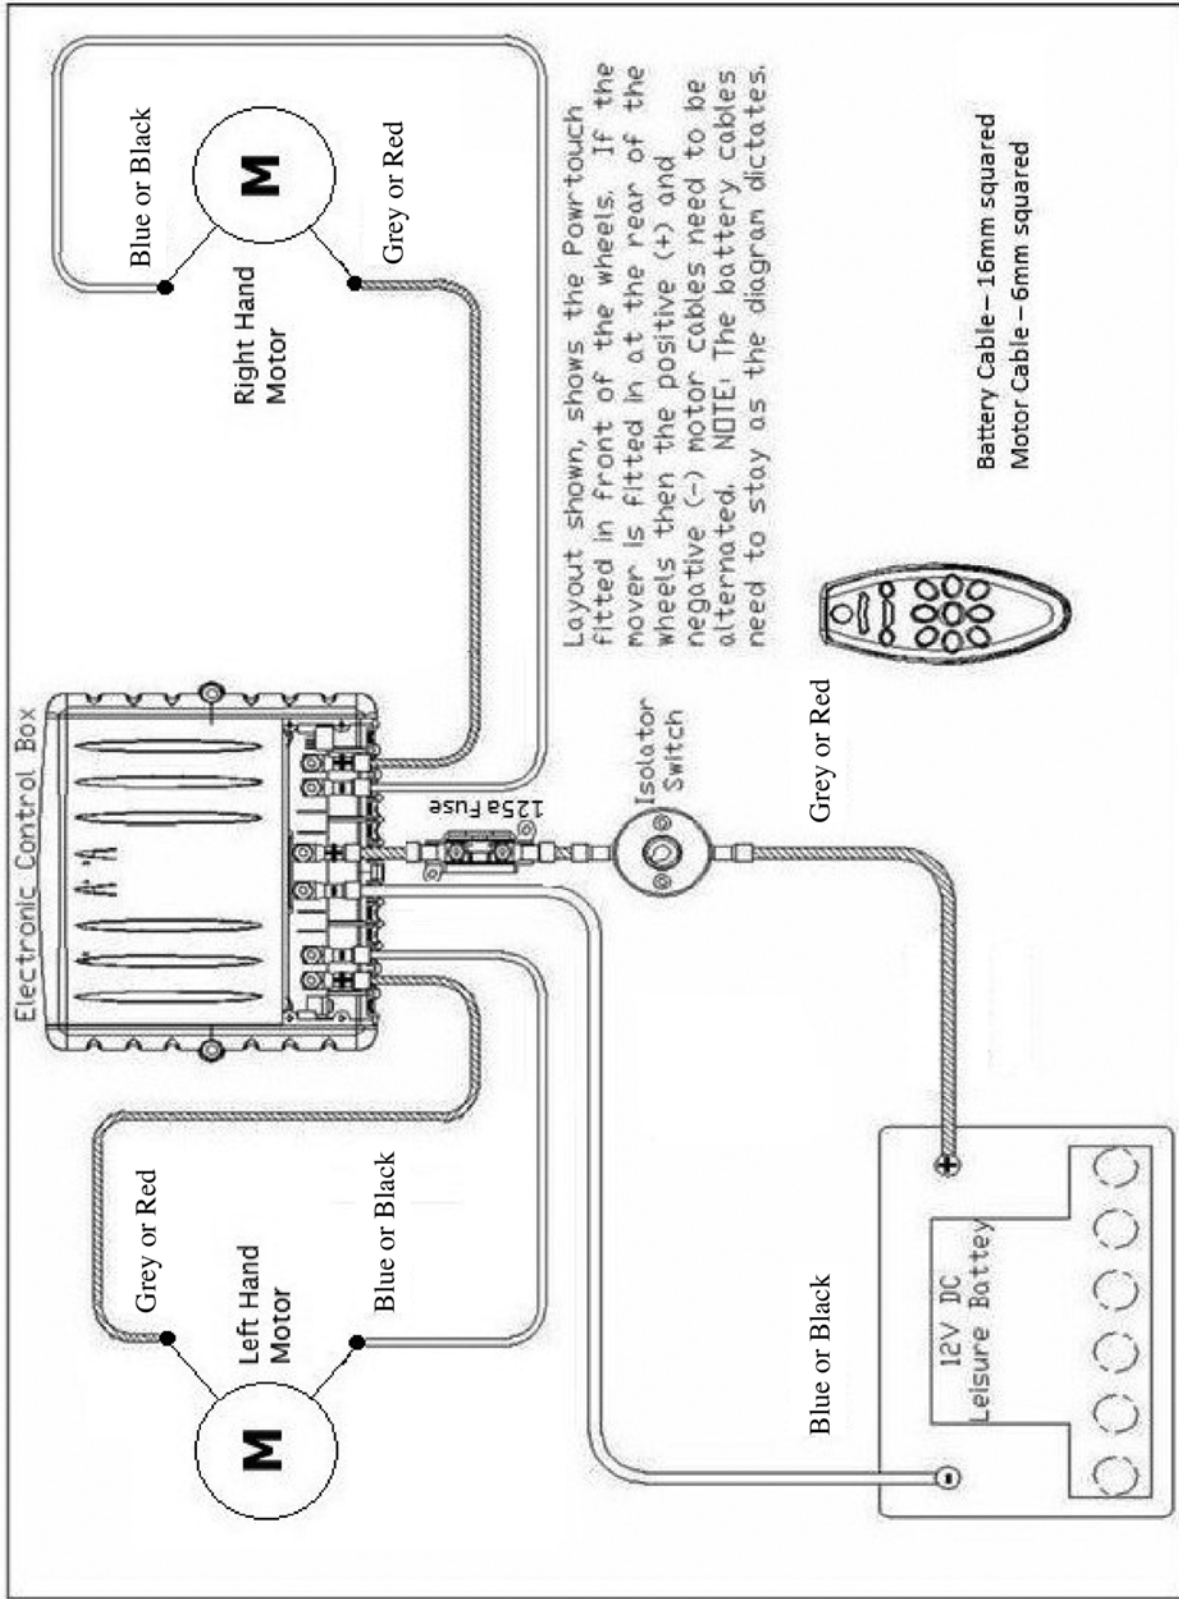 Electronic Control Box
Grey or Red
Left Hand
Motor
M
Blue or Black
Blue or Black
M
Right Hand
Motor
Grey or Red
+
-
-
+
-
+
125a Fuse
Isolator
Switch
Layout shown, shows the Powrtouch
fitted in front of the wheels. If the
mover is fitted in at the rear of the
wheels then the positive (+) and
negative (-) motor cables need to be
alternated. NOTE: The battery cables
need to stay as the diagram dictates.
Blue or Black
Grey or Red
-
+
12V DC
Leisure Battey
Battery Cable – 16mm squared
Motor Cable – 6mm squared